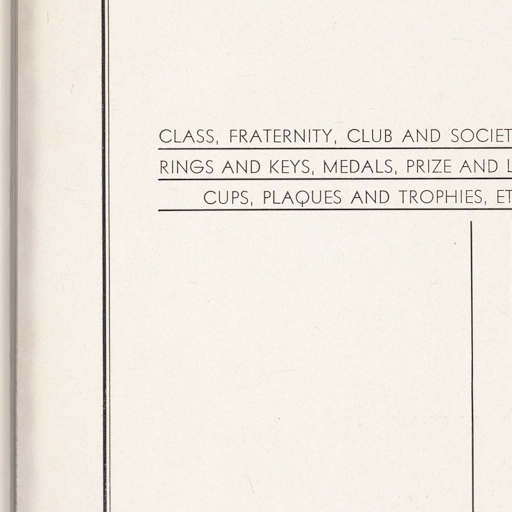 CLASS, FRATERNITY, CLUB AND SOCIET
RINGS AND KEYS, MEDALS, PRIZE AND L
CUPS, PLAQUES AND TROPHIES, ET